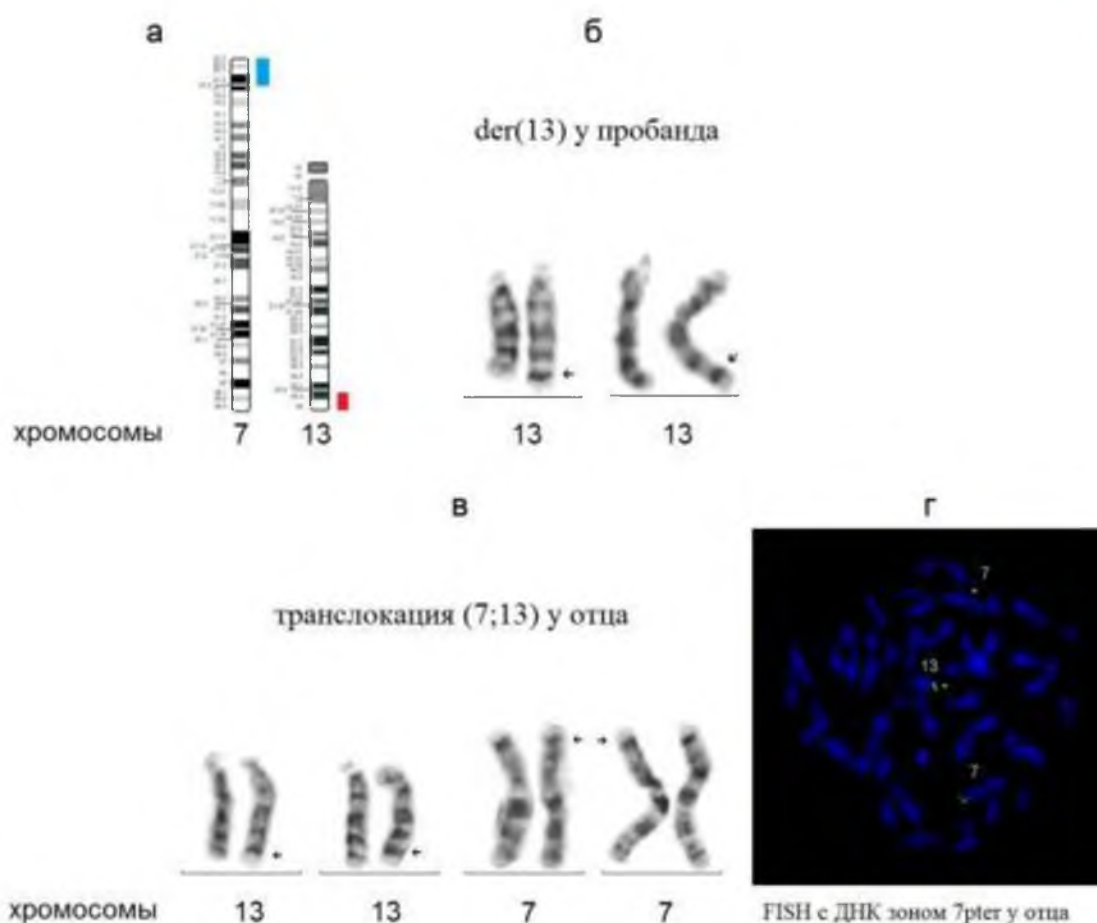 а
б
der(13) у пробанда
хромосомы 7 13
13 13
в
г
транслокация (7;13) у отца
7
13
7
хромосомы 13 13 7 7
FISH с ДНК зоном 7pter у отца